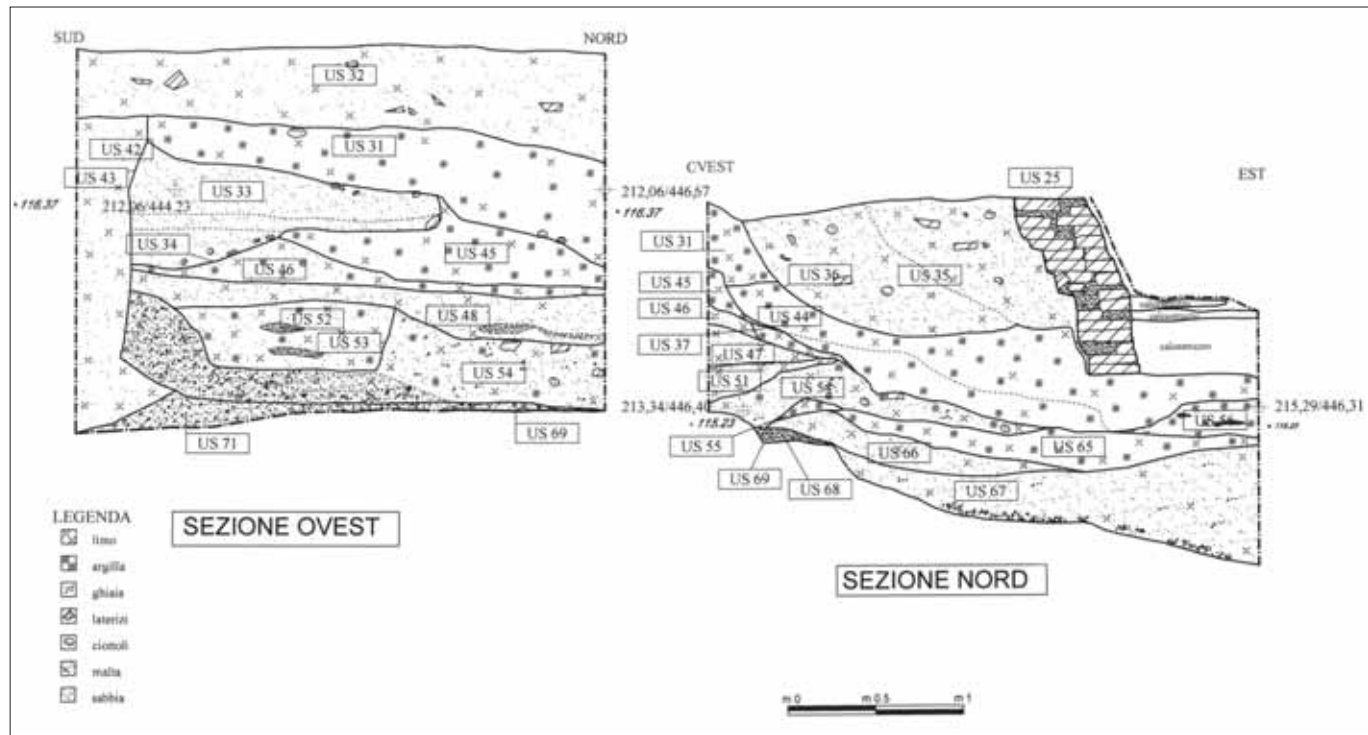 SUD
NORD
US 32
US 42
US 31
US 43
US 33
212,06/446,67
212,06/444,23
116.37
116.37
US 34
US 45
US 46
US 52
US 48
US 53
US 54
213,34/446,40
115.23
US 71
US 69
SEZIONE OVEST
CVEST
US 25
EST
US 31
US 45
US 36
US 35
US 46
US 44
US 37
US 47
US 51
US 56
215,29/446,31
US 55
US 66
US 65
US 69
US 68
US 67
SEZIONE NORD
LEGENDA
limo
argilla
ghiaia
laterizi
ciottoli
malta
sabbia
m 0 m 0.5 m 1